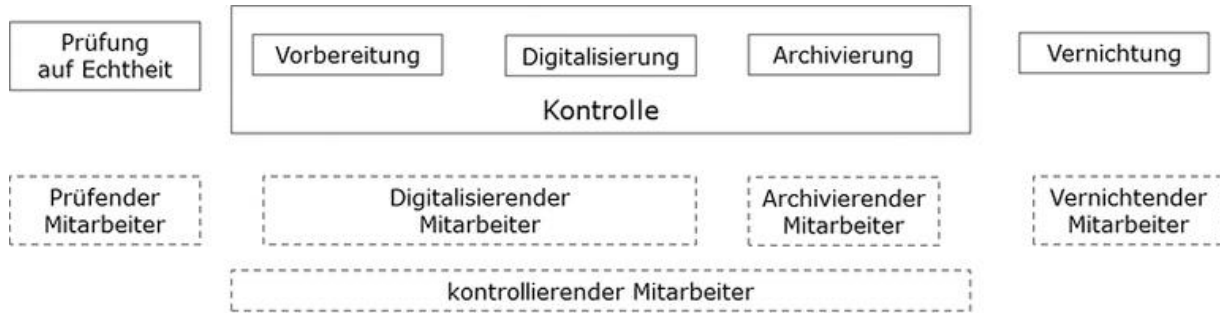 Prüfung
auf Echtheit
Vorbereitung
Digitalisierung
Archivierung
Kontrolle
Vernichtung
Prüfender
Mitarbeiter
Digitalisierender
Mitarbeiter
Archivierender
Mitarbeiter
Vernichtender
Mitarbeiter
kontrollierender Mitarbeiter